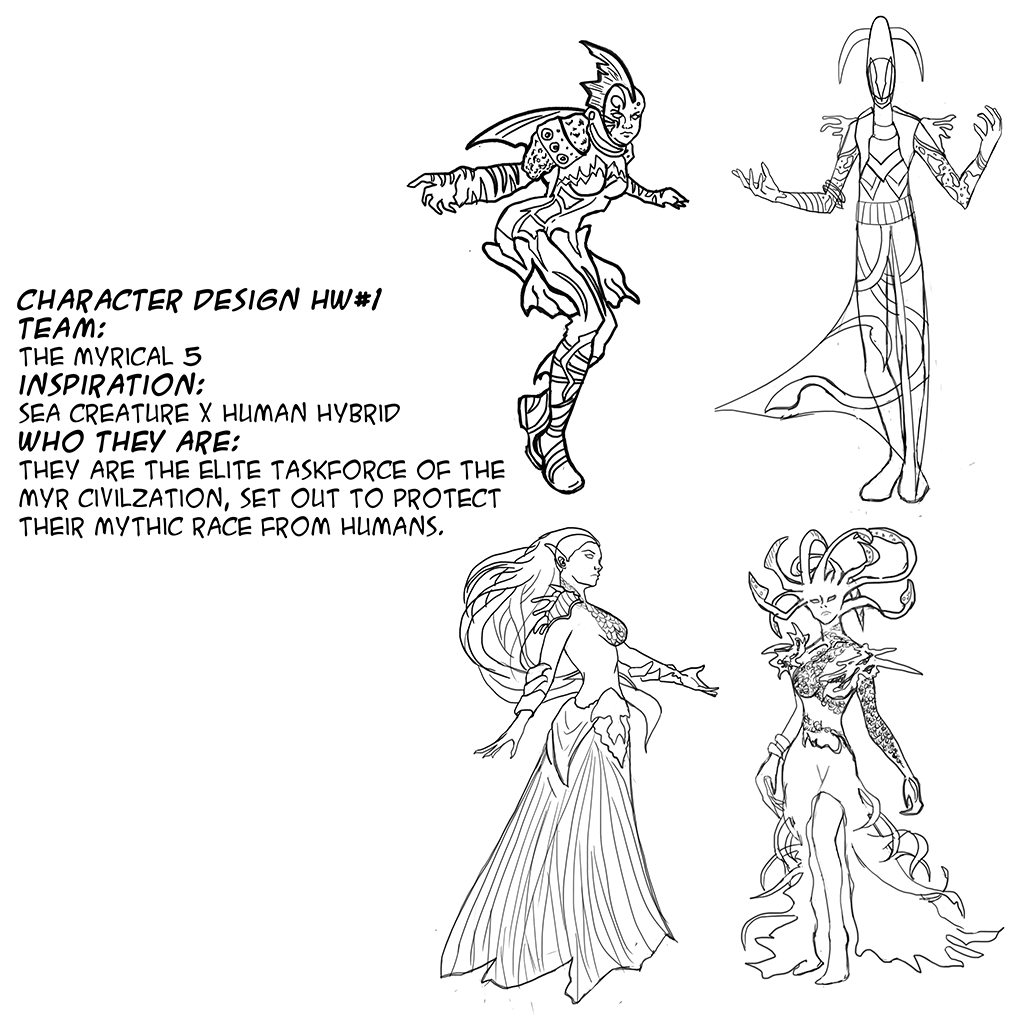 CHARACTER DESIGN HW#1
TEAM:
THE MYRICAL 5
INSPIRATION:
SEA CREATURE X HUMAN HYBRID
WHO THEY ARE:
THEY ARE THE ELITE TASKFORCE OF THE
MYR CIVILZATION, SET OUT TO PROTECT
THEIR MYTHIC RACE FROM HUMANS.